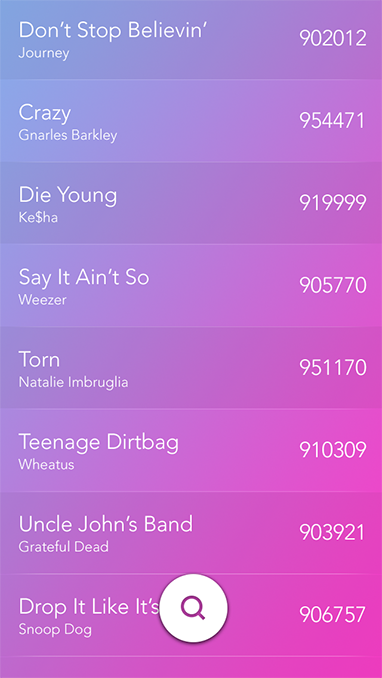 Don’t Stop Believin’
Journey
902012
Crazy
Gnarles Barkley
954471
Die Young
Ke$ha
919999
Say It Ain’t So
Weezer
905770
Torn
Natalie Imbruglia
951170
Teenage Dirtbag
Wheatus
910309
Uncle John’s Band
Grateful Dead
903921
Drop It Like It’s
Snoop Dog
906757